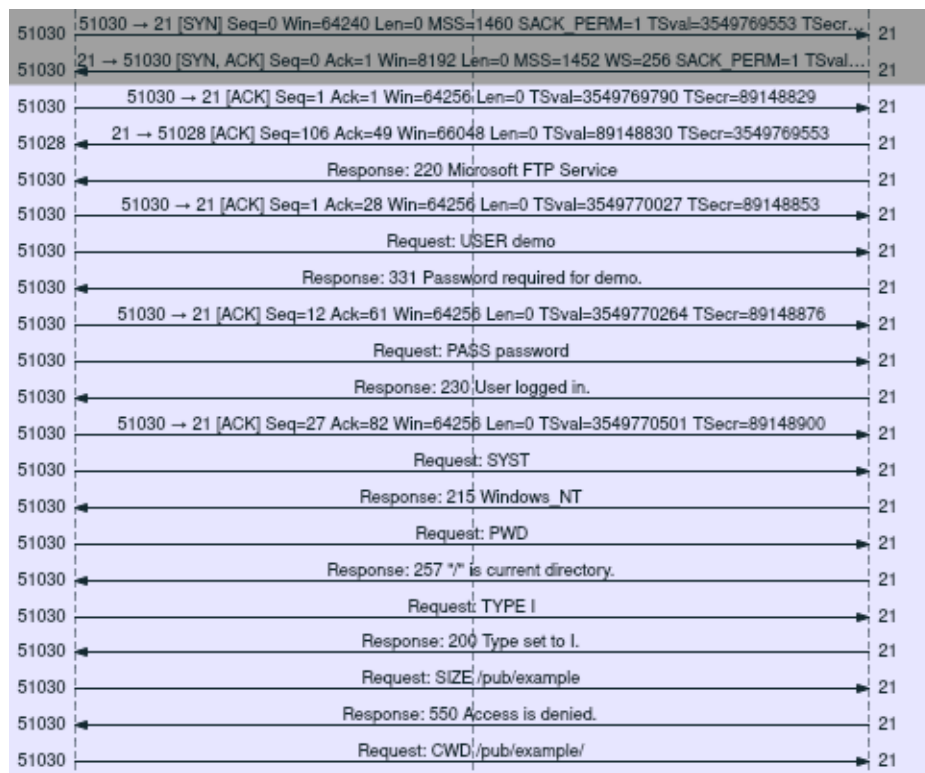 51030 51030 → 21 [SYN] Seq=0 Win=64240 Len=0 MSS=1460 SACK_PERM=1 TSval=3549769553 TSecr... 21
51030 21 → 51030 [SYN, ACK] Seq=0 Ack=1 Win=8192 Len=0 MSS=1452 WS=256 SACK_PERM=1 TSval... 21
51030 51030 → 21 [ACK] Seq=1 Ack=1 Win=64256 Len=0 TSval=3549769790 TSecr=89148829 21
51028 21 → 51028 [ACK] Seq=106 Ack=49 Win=66048 Len=0 TSval=89148830 TSecr=3549769553 21
51030 Response: 220 Microsoft FTP Service 21
51030 51030 → 21 [ACK] Seq=1 Ack=28 Win=64256 Len=0 TSval=3549770027 TSecr=89148853 21
51030 Request: USER demo 21
51030 Response: 331 Password required for demo. 21
51030 51030 → 21 [ACK] Seq=12 Ack=61 Win=64256 Len=0 TSval=3549770264 TSecr=89148876 21
51030 Request: PASS password 21
51030 Response: 230 User logged in. 21
51030 51030 → 21 [ACK] Seq=27 Ack=82 Win=64256 Len=0 TSval=3549770501 TSecr=89148900 21
51030 Request: SYST 21
51030 Response: 215 Windows_NT 21
51030 Request: PWD 21
51030 Response: 257 "/" is current directory. 21
51030 Request: TYPE I 21
51030 Response: 200 Type set to I. 21
51030 Request: SIZE /pub/example 21
51030 Response: 550 Access is denied. 21
51030 Request: CWD /pub/example/ 21